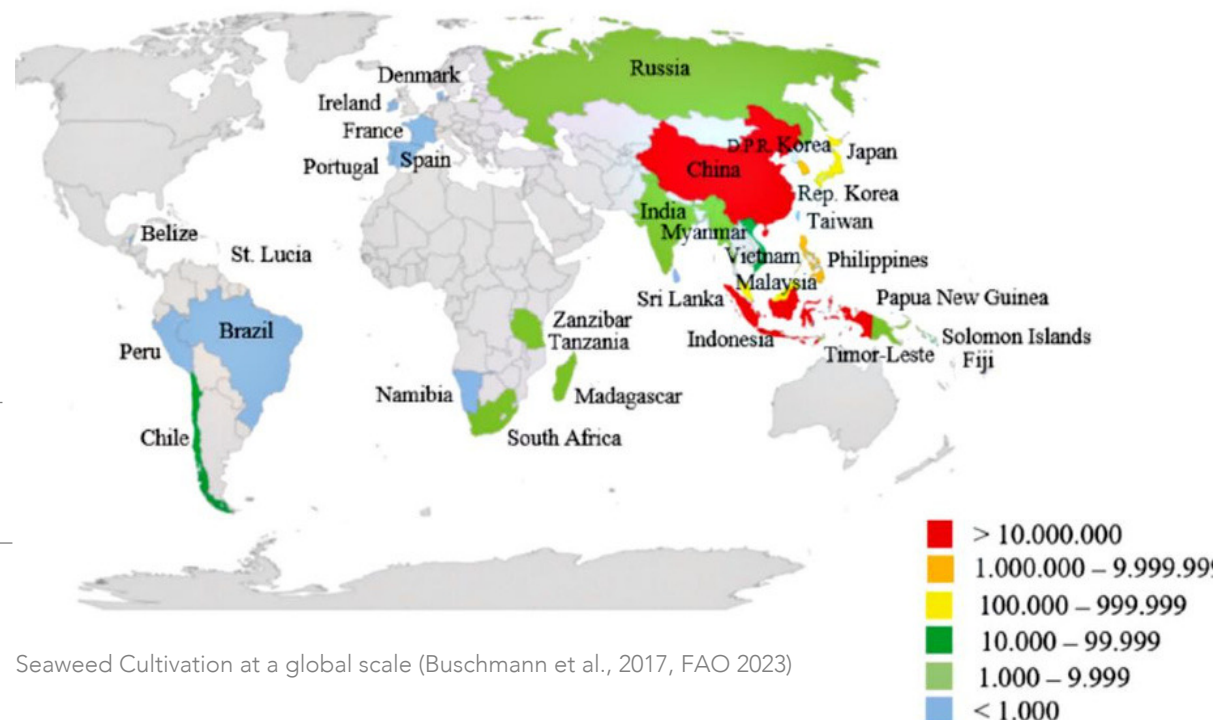 Russia
Denmark
Ireland
France
Portugal
Spain
D.P.R. Korea
Japan
China
Rep. Korea
India
Taiwan
Myanmar
Belize
St. Lucia
Vietnam
Philippines
Malaysia
Sri Lanka
Papua New Guinea
Brazil
Zanzibar
Tanzania
Indonesia
Solomon Islands
Peru
Timor-Leste
Fiji
Namibia
Madagascar
Chile
South Africa
> 10.000.000
1.000.000 – 9.999.999
100.000 – 999.999
10.000 – 99.999
1.000 – 9.999
< 1.000
Seaweed Cultivation at a global scale (Buschmann et al., 2017, FAO 2023)